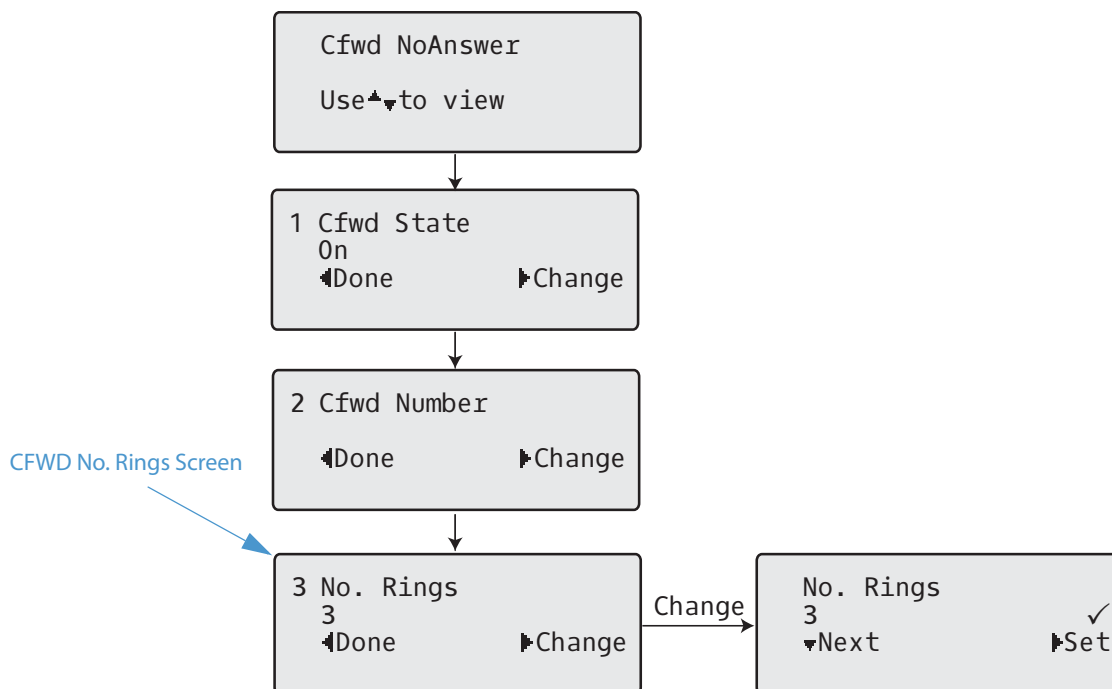 Cfwd NoAnswer
Use▲▼to view
1 Cfwd State
On
◀Done ▶Change
2 Cfwd Number
◀Done ▶Change
CFWD No. Rings Screen
3 No. Rings
3
◀Done ▶Change
Change
No. Rings
3 ✓
▼Next ▶Set